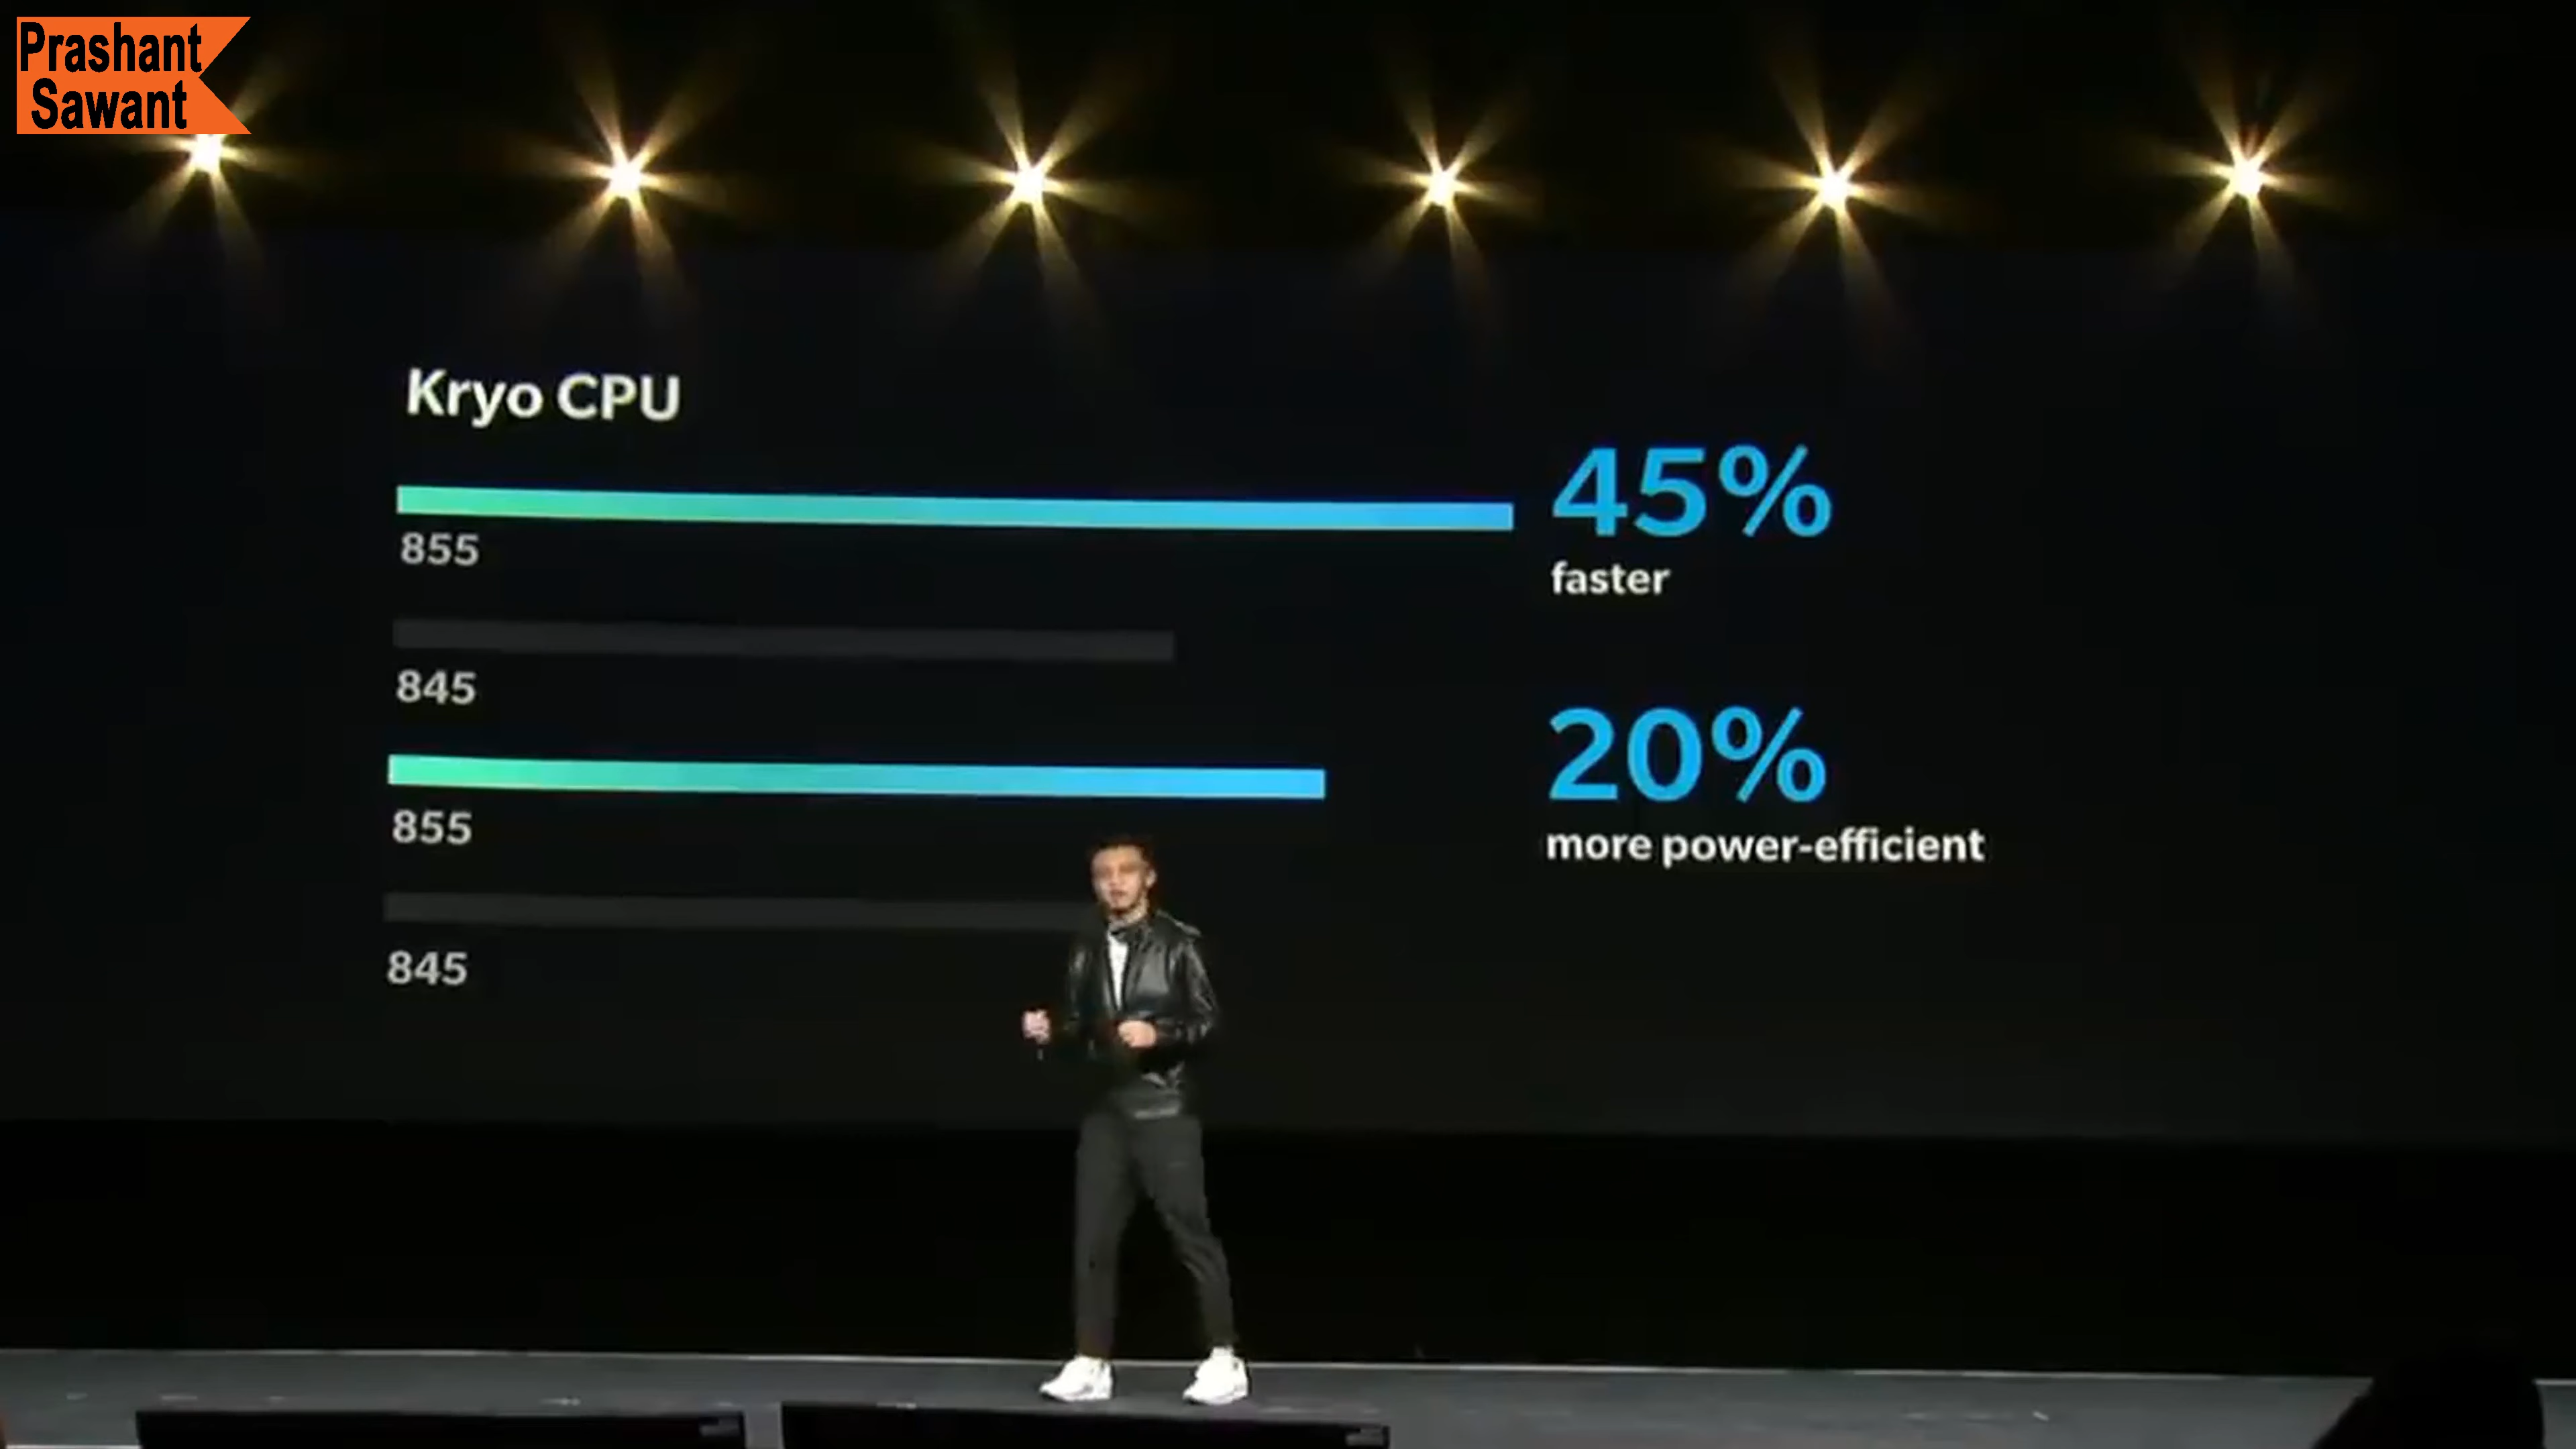 Prashant
Sawant
Kryo CPU
855
45%
faster
845
855
20%
more power-efficient
845